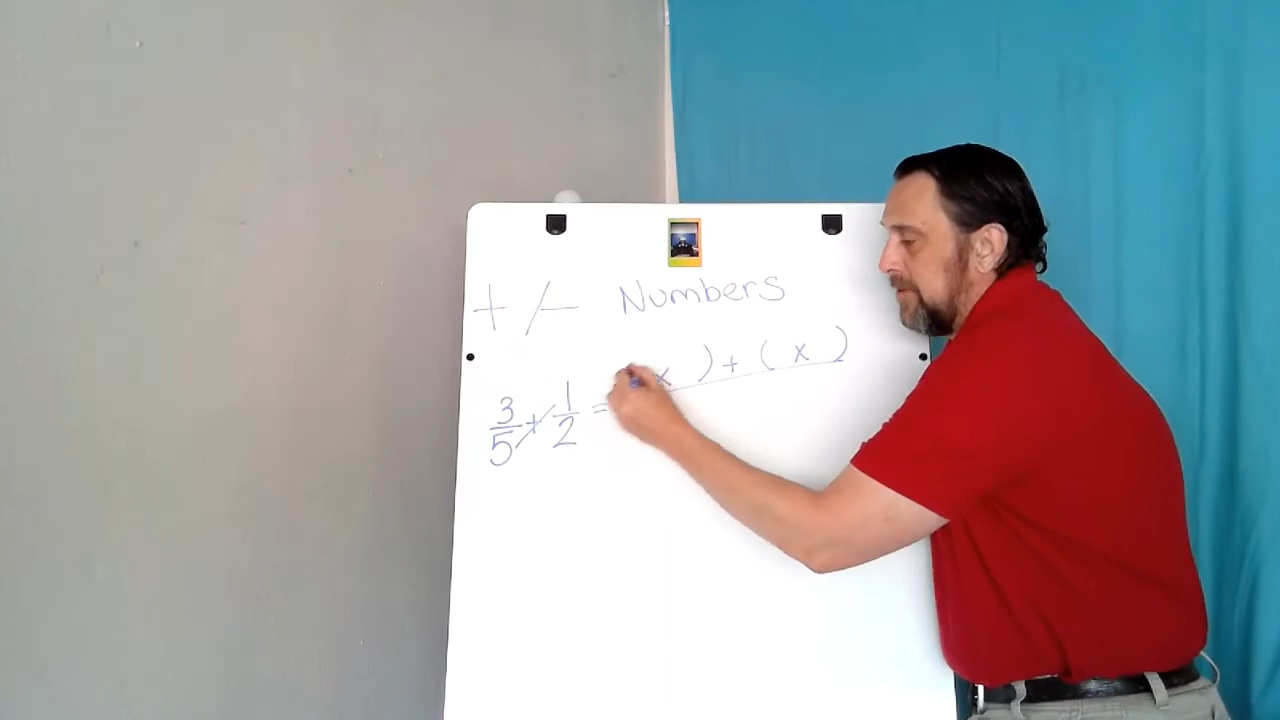 +/- Numbers
3/5 + 1/2 = x ) + ( x )